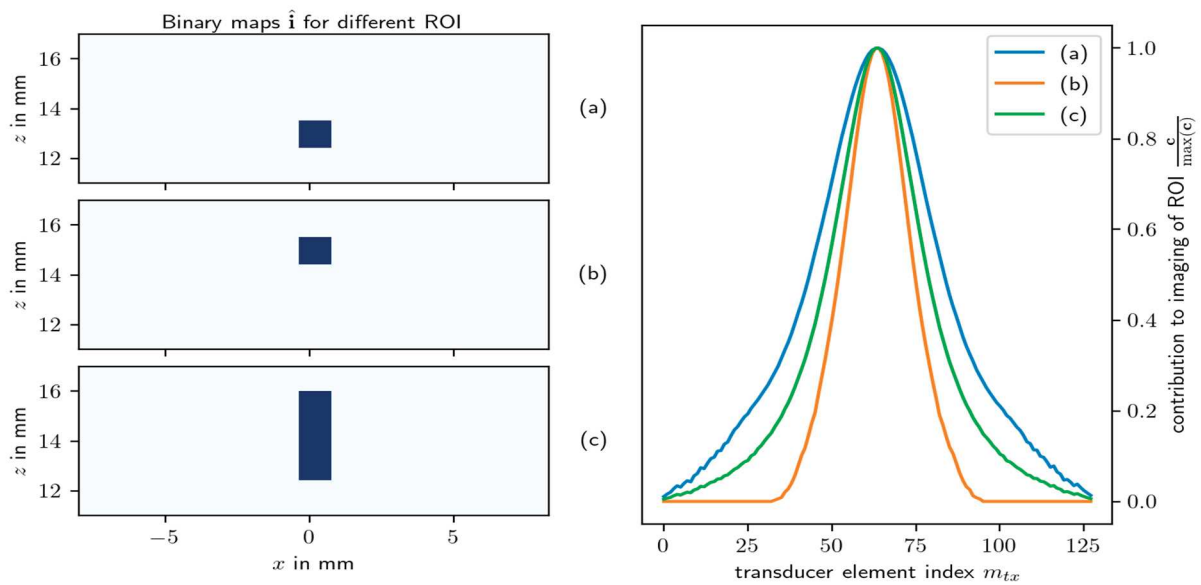 Binary maps î for different ROI
16
14
12
z in mm
(a)
16
14
12
z in mm
(b)
16
14
12
z in mm
(c)
−5 0 5
x in mm
(a)
(b)
(c)
1.0
0.8
0.6
0.4
0.2
0.0
contribution to imaging of ROI c/max(c)
0 25 50 75 100 125
transducer element index m_tx